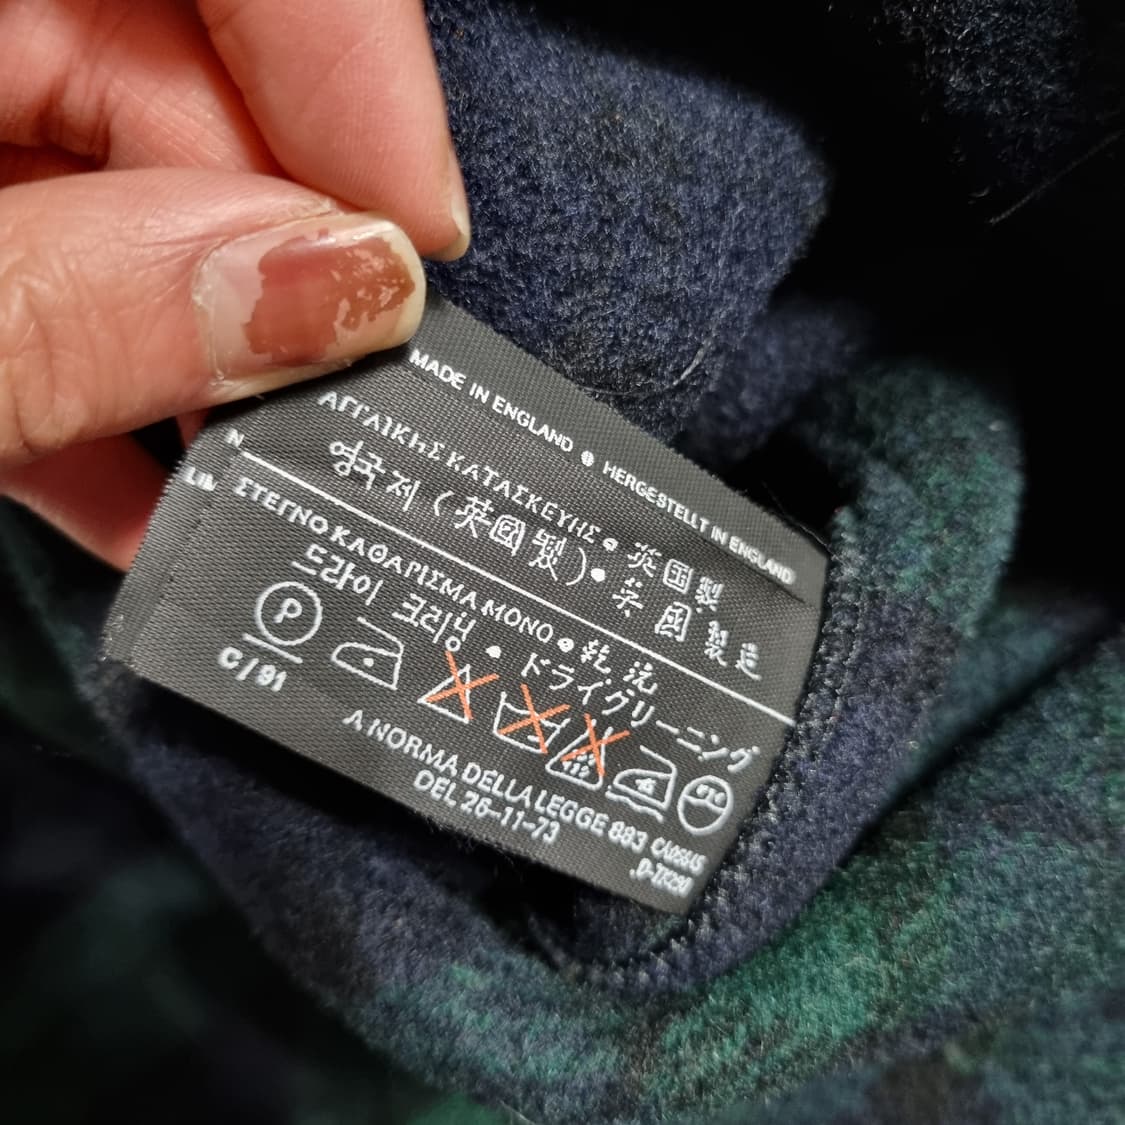 MADE IN ENGLAND ● HERGESTELLT IN ENGLAND
ΑΓΓΛΙΚΗΣ ΚΑΤΑΣΚΕΥΗΣ ● 英國製
영국제 (英國製) ● 英国製造
N
ΣΤΕΓΝΟ ΚΑΘΑΡΙΣΜΑ ΜΟΝΟ ● 乾洗
드라이 크리닝 ● ドライクリーニング
P
C/91
A NORMA DELLA LEGGE 883
DEL 26-11-73